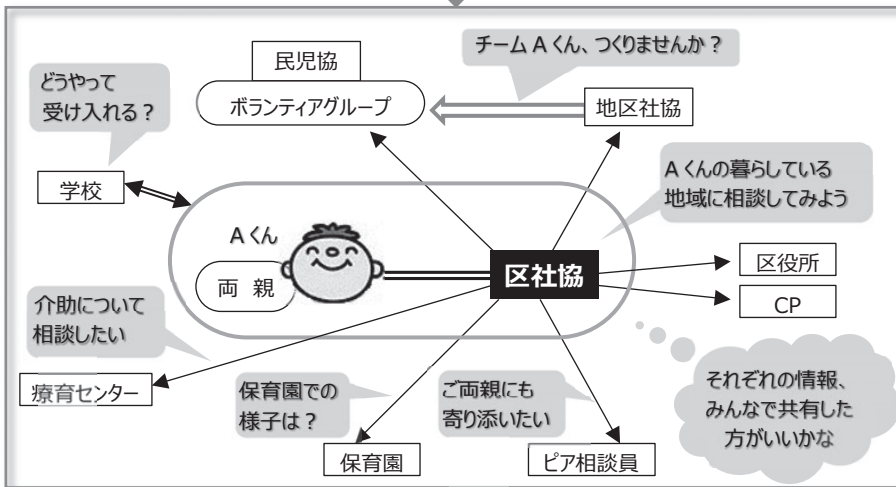 チーム A くん、つくりませんか？
民児協
どうやって
受け入れる？
ボランティアグループ
地区社協
A くんの暮らしている
地域に相談してみよう
学校
A くん
両 親
区社協
区役所
CP
介助について
相談したい
療育センター
保育園での
様子は？
ご両親にも
寄り添いたい
それぞれの情報、
みんなで共有した
方がいいかな
保育園
ピア相談員